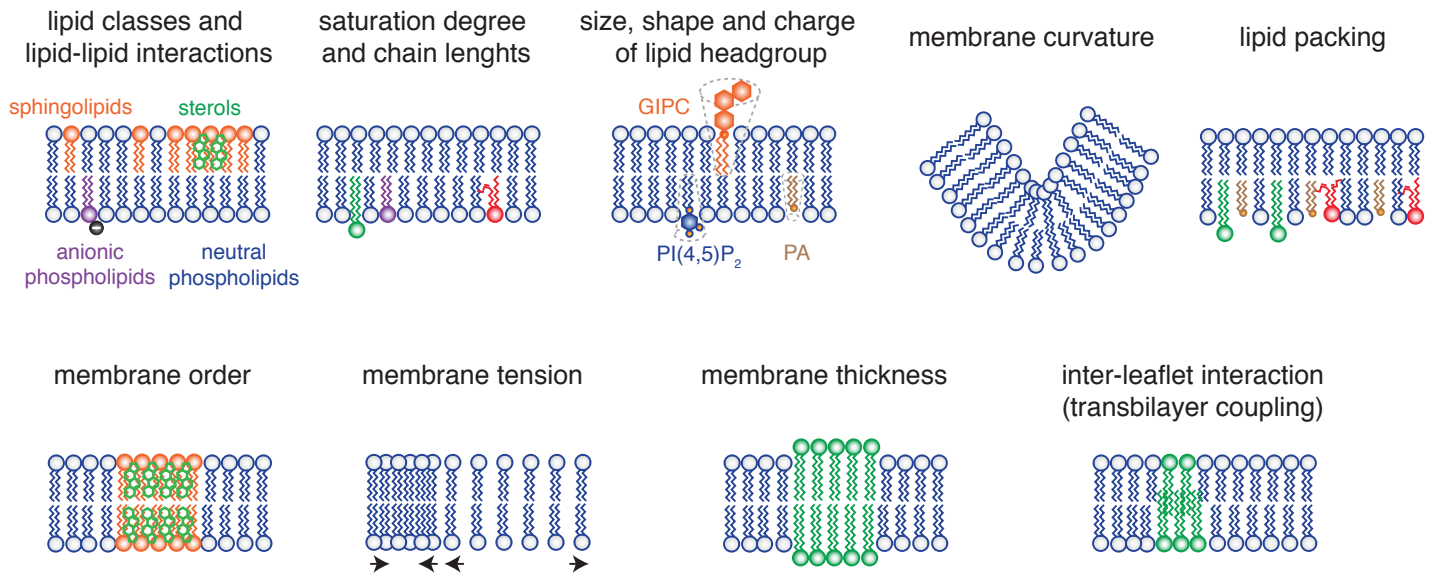 lipid classes and
lipid-lipid interactions
saturation degree
and chain lenghts
size, shape and charge
of lipid headgroup
membrane curvature
lipid packing
sphingolipids
sterols
GIPC
anionic
phospholipids
neutral
phospholipids
PI(4,5)P₂
PA
membrane order
membrane tension
membrane thickness
inter-leaflet interaction
(transbilayer coupling)